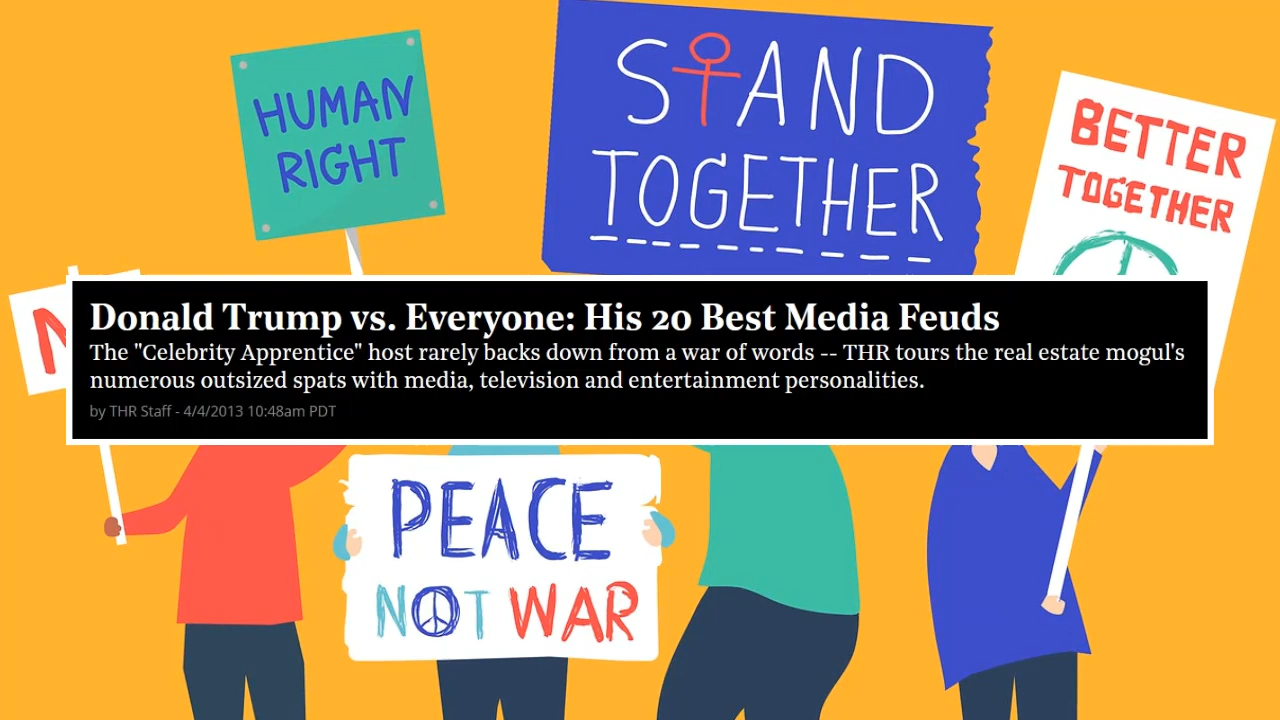 HUMAN
RIGHT
STAND
TOGETHER
BETTER
TOGETHER
N
Donald Trump vs. Everyone: His 20 Best Media Feuds
The "Celebrity Apprentice" host rarely backs down from a war of words -- THR tours the real estate mogul's
numerous outsized spats with media, television and entertainment personalities.
by THR Staff - 4/4/2013 10:48am PDT
PEACE
NOT WAR